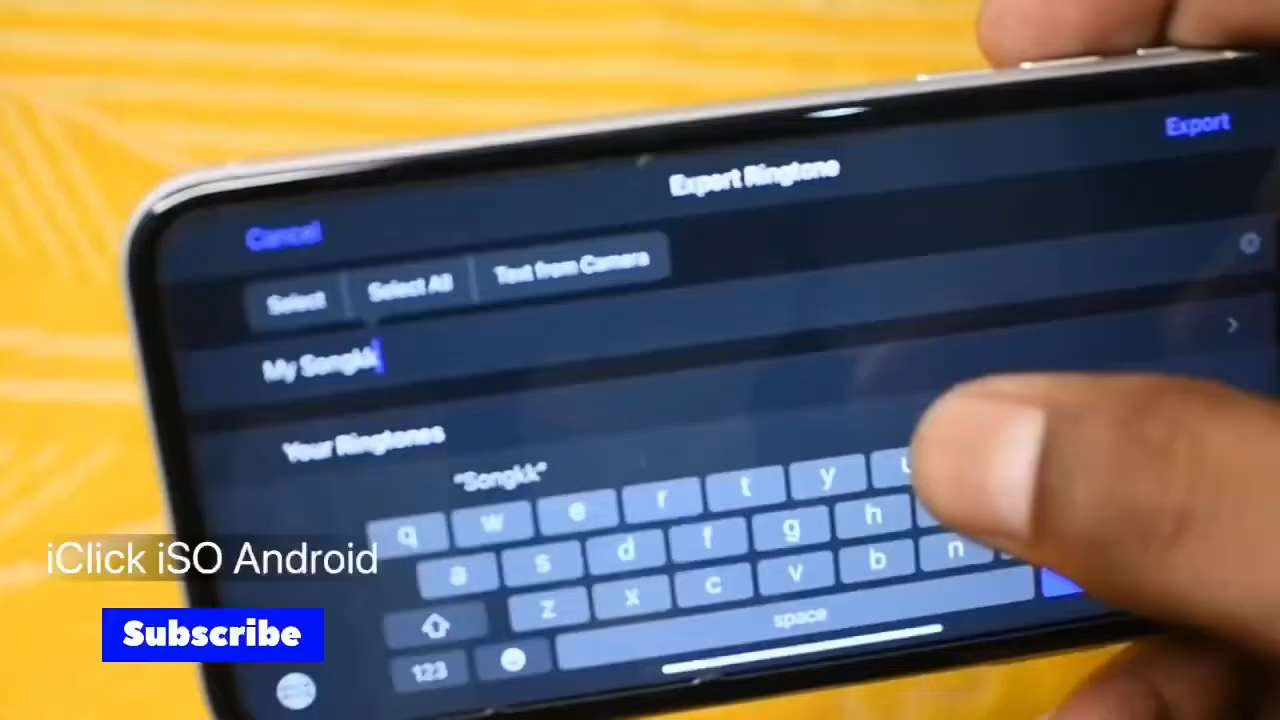 Export
Export Ringtone
Cancel
Select Select All Text from Camera
My Songkk
Your Ringtones
"Songkk"
q w e r t y u
a s d f g h
z x c v b n
123 space
iClick iSO Android
Subscribe